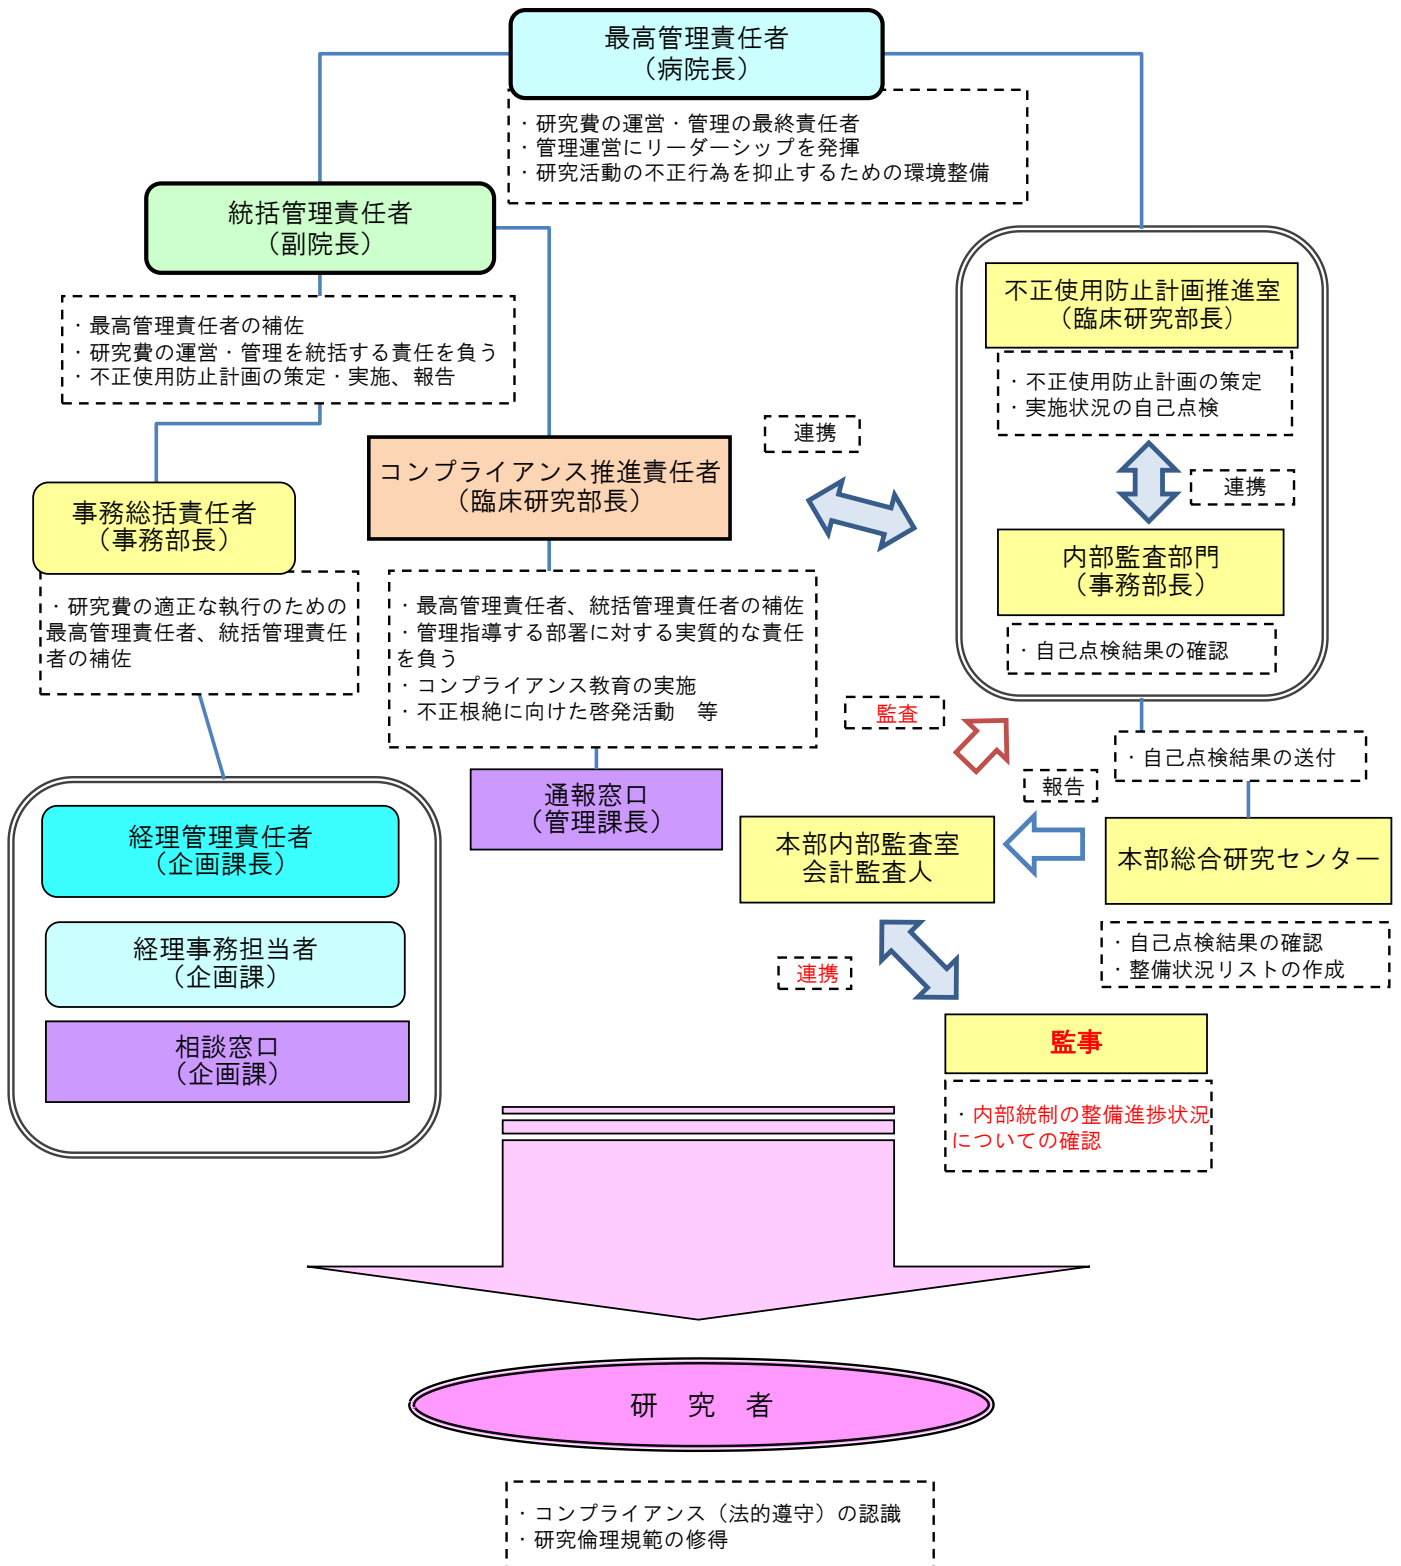 最高管理責任者
（病院長）
・研究費の運営・管理の最終責任者
・管理運営にリーダーシップを発揮
・研究活動の不正行為を抑止するための環境整備
統括管理責任者
（副院長）
・最高管理責任者の補佐
・研究費の運営・管理を統括する責任を負う
・不正使用防止計画の策定・実施、報告
不正使用防止計画推進室
（臨床研究部長）
・不正使用防止計画の策定
・実施状況の自己点検
連携
連携
内部監査部門
（事務部長）
・自己点検結果の確認
コンプライアンス推進責任者
（臨床研究部長）
事務総括責任者
（事務部長）
・研究費の適正な執行のための
最高管理責任者、統括管理責任
者の補佐
・最高管理責任者、統括管理責任者の補佐
・管理指導する部署に対する実質的な責任
を負う
・コンプライアンス教育の実施
・不正根絶に向けた啓発活動　等
監査
・自己点検結果の送付
報告
通報窓口
（管理課長）
本部内部監査室
会計監査人
本部総合研究センター
・自己点検結果の確認
・整備状況リストの作成
経理管理責任者
（企画課長）
経理事務担当者
（企画課）
相談窓口
（企画課）
連携
監事
・内部統制の整備進捗状況
についての確認
研　究　者
・コンプライアンス（法的遵守）の認識
・研究倫理規範の修得